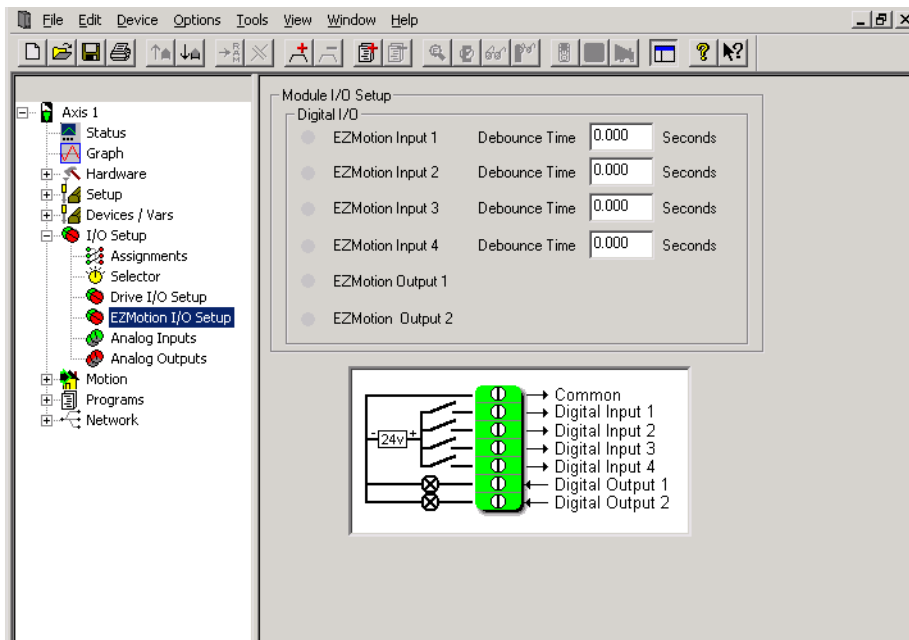 File Edit Device Options Tools View Window Help
Axis 1
Status
Graph
Hardware
Setup
Devices / Vars
I/O Setup
Assignments
Selector
Drive I/O Setup
EZMotion I/O Setup
Analog Inputs
Analog Outputs
Motion
Programs
Network
Module I/O Setup
Digital I/O
EZMotion Input 1 Debounce Time 0.000 Seconds
EZMotion Input 2 Debounce Time 0.000 Seconds
EZMotion Input 3 Debounce Time 0.000 Seconds
EZMotion Input 4 Debounce Time 0.000 Seconds
EZMotion Output 1
EZMotion Output 2
- 24v +
Common
Digital Input 1
Digital Input 2
Digital Input 3
Digital Input 4
Digital Output 1
Digital Output 2